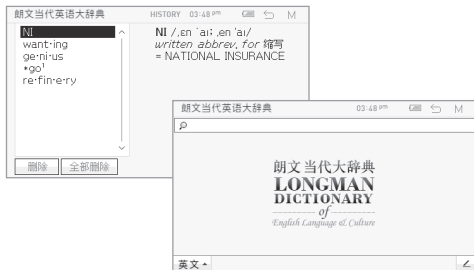 朗文当代英语大辞典 HISTORY 03:48 PM M
NI
want·ing
ge·ni·us
*go¹
re·fin·e·ry
NI /ˌɛn ˈaɪ; ˌen ˈaɪ/
written abbrev. for 缩写
= NATIONAL INSURANCE
删除 全部删除
朗文当代英语大辞典 03:48 PM M
朗文当代大辞典
LONGMAN
DICTIONARY
of
English Language & Culture
英文